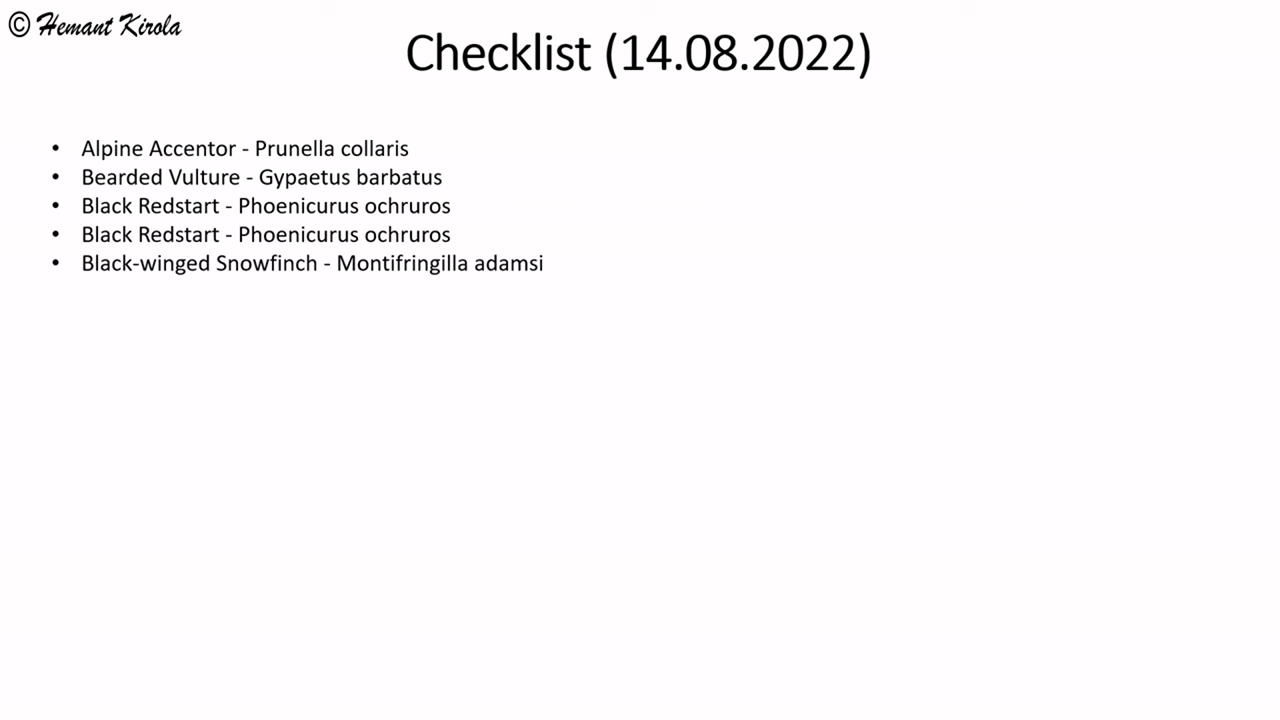 © Hemant Kirola
Checklist (14.08.2022)
• Alpine Accentor - Prunella collaris
• Bearded Vulture - Gypaetus barbatus
• Black Redstart - Phoenicurus ochruros
• Black Redstart - Phoenicurus ochruros
• Black-winged Snowfinch - Montifringilla adamsi